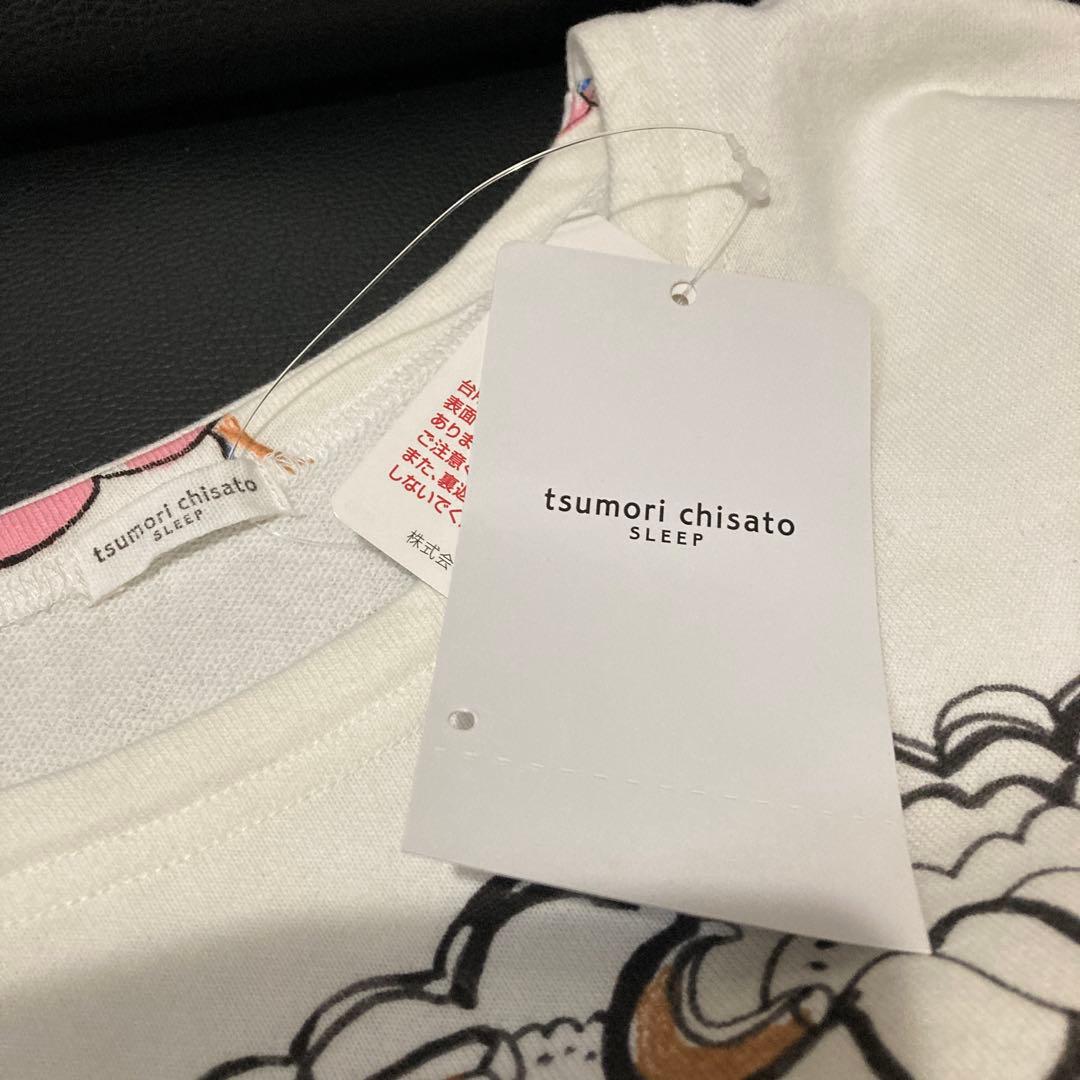 台
表面
ありま
ご注意
また、裏返
しないでく
株式会
tsumori chisato
SLEEP
tsumori chisato
SLEEP